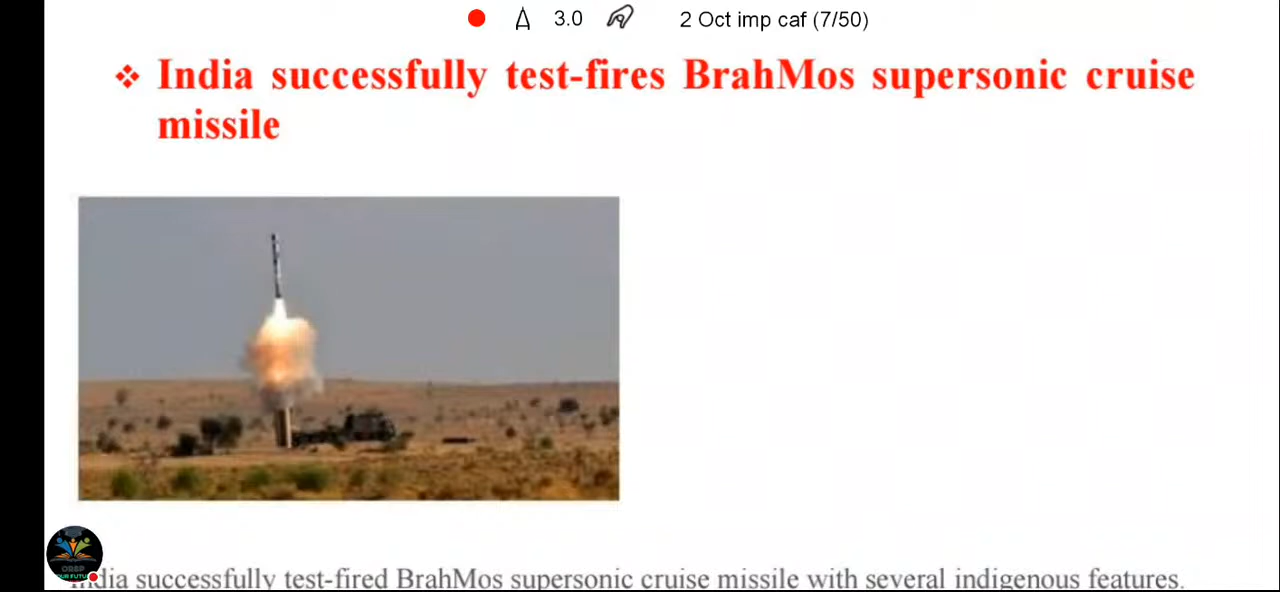 3.0 2 Oct imp caf (7/50)
❖ India successfully test-fires BrahMos supersonic cruise
missile
India successfully test-fired BrahMos supersonic cruise missile with several indigenous features.